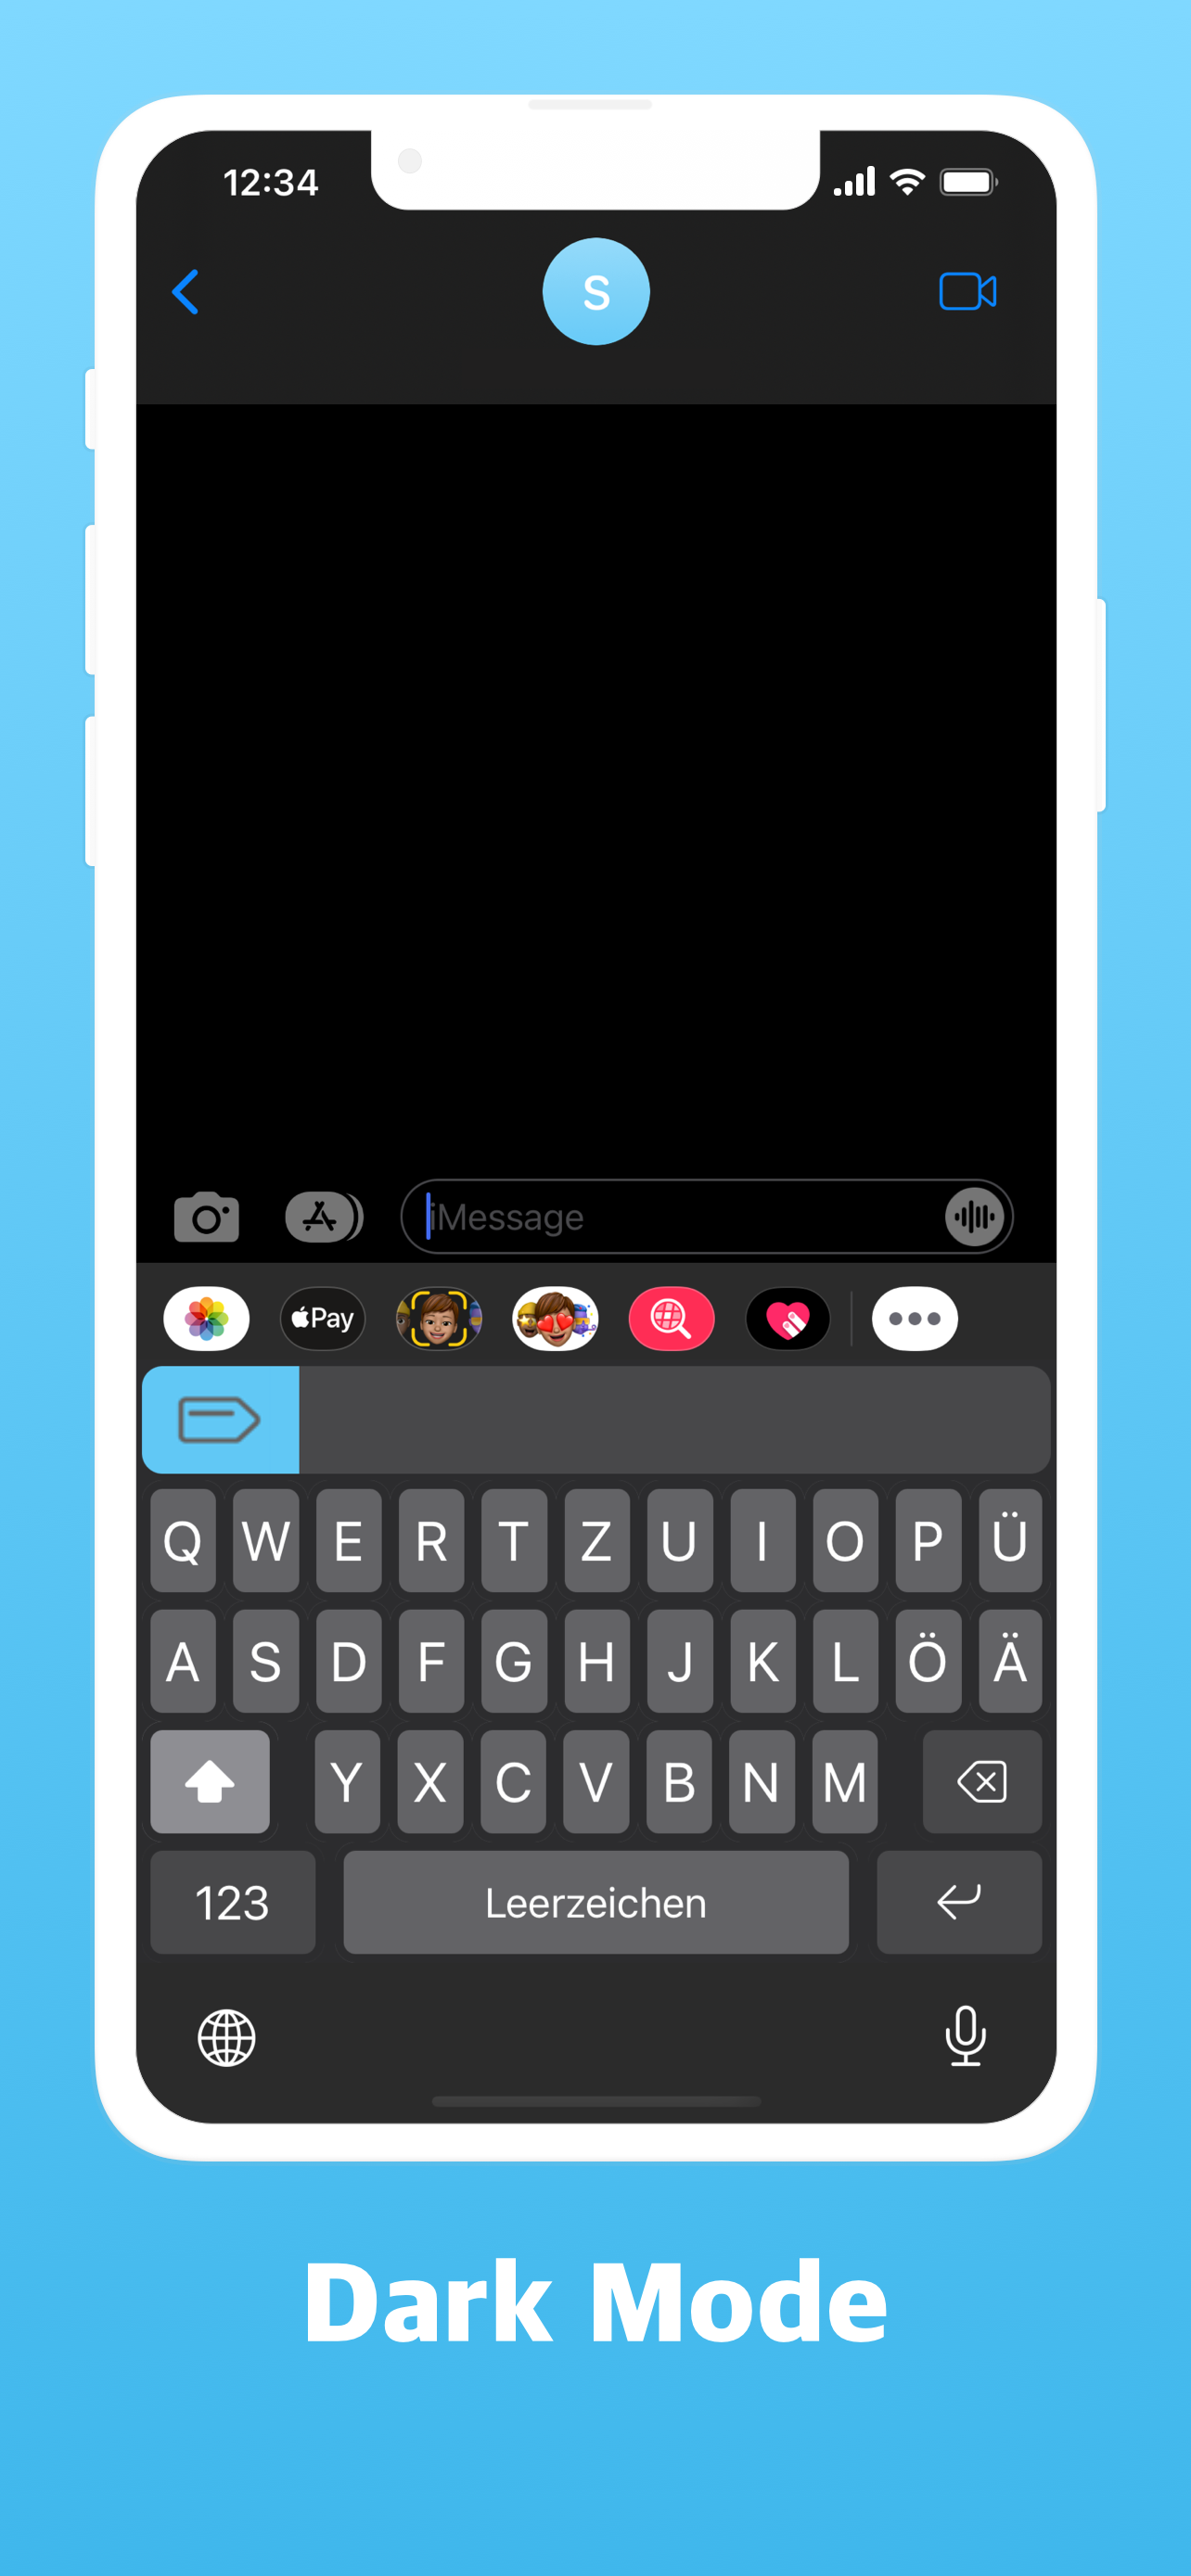 12:34
S
iMessage
Pay
Q W E R T Z U I O P Ü
A S D F G H J K L Ö Ä
Y X C V B N M
123 Leerzeichen
Dark Mode